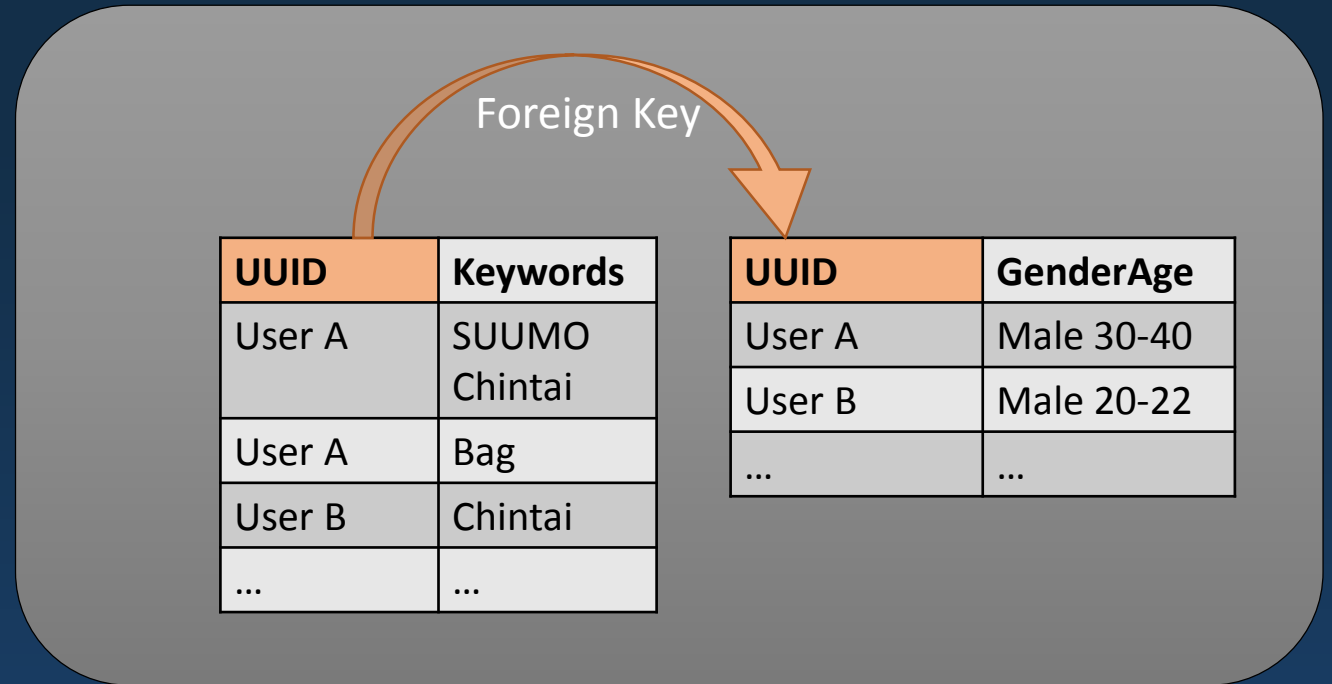 Foreign Key
UUID Keywords
User A SUUMO
Chintai
User A Bag
User B Chintai
... ...
UUID GenderAge
User A Male 30-40
User B Male 20-22
... ...